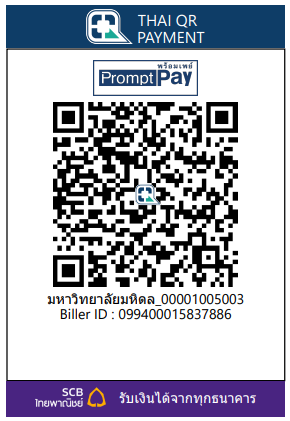 THAI QR
PAYMENT
พร้อมเพย์
PromptPay
มหาวิทยาลัยมหิดล_00001005003
Biller ID : 099400015837886
SCB
ไทยพาณิชย์
รับเงินได้จากทุกธนาคาร